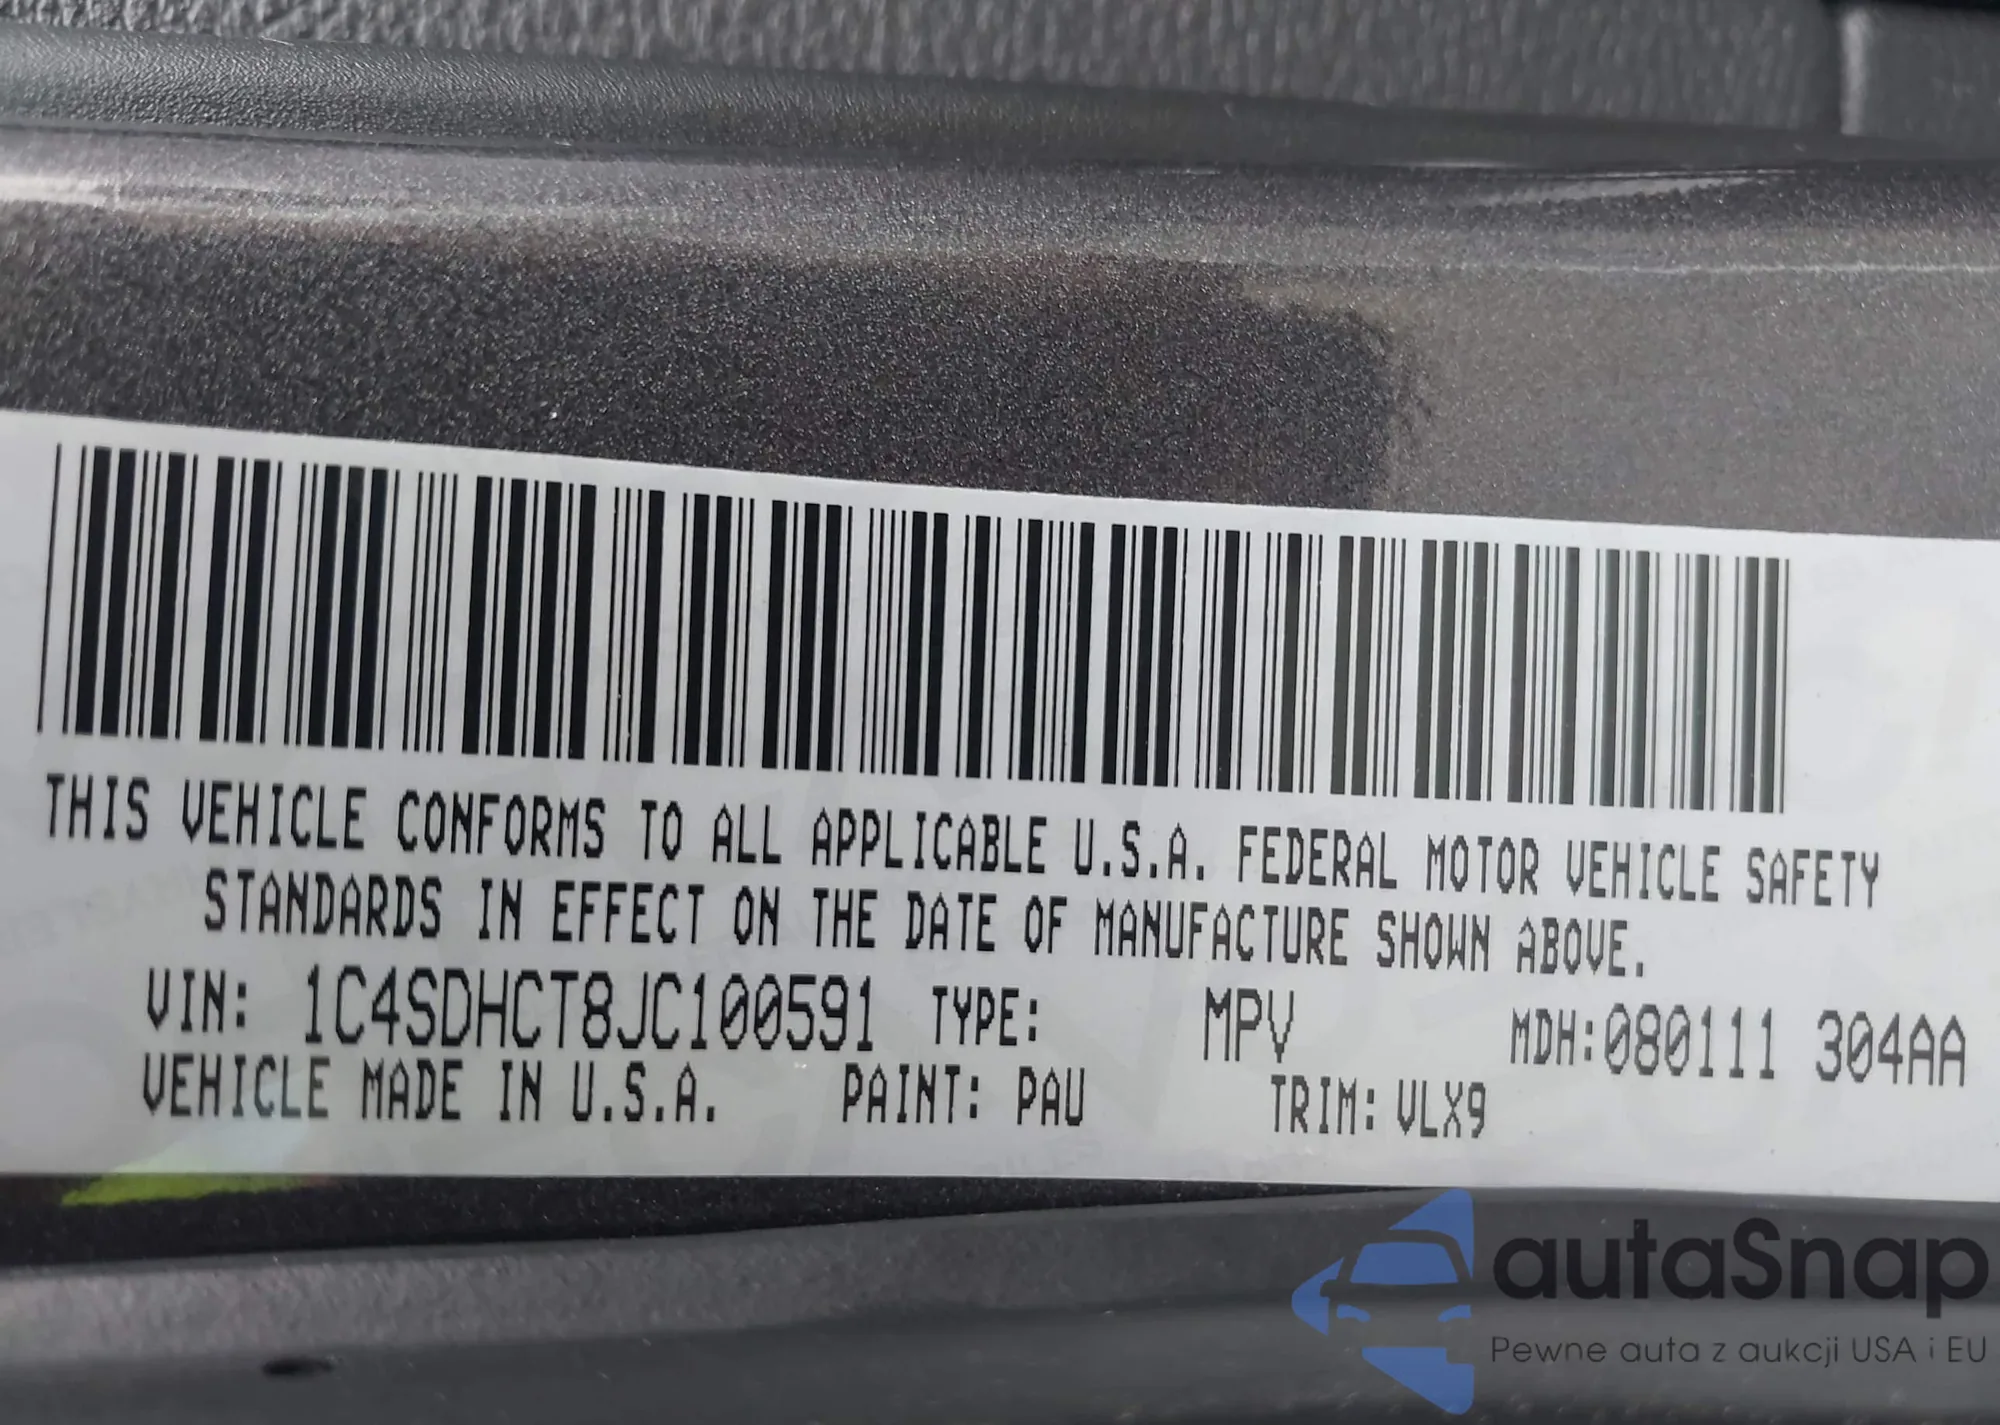 THIS VEHICLE CONFORMS TO ALL APPLICABLE U.S.A. FEDERAL MOTOR VEHICLE SAFETY
STANDARDS IN EFFECT ON THE DATE OF MANUFACTURE SHOWN ABOVE.
VIN: 1C4SDHCT8JC100591 TYPE: MPV MDH:080111 304AA
VEHICLE MADE IN U.S.A. PAINT: PAU TRIM: VLX9
autaSnap
Pewne auta z aukcji USA i EU